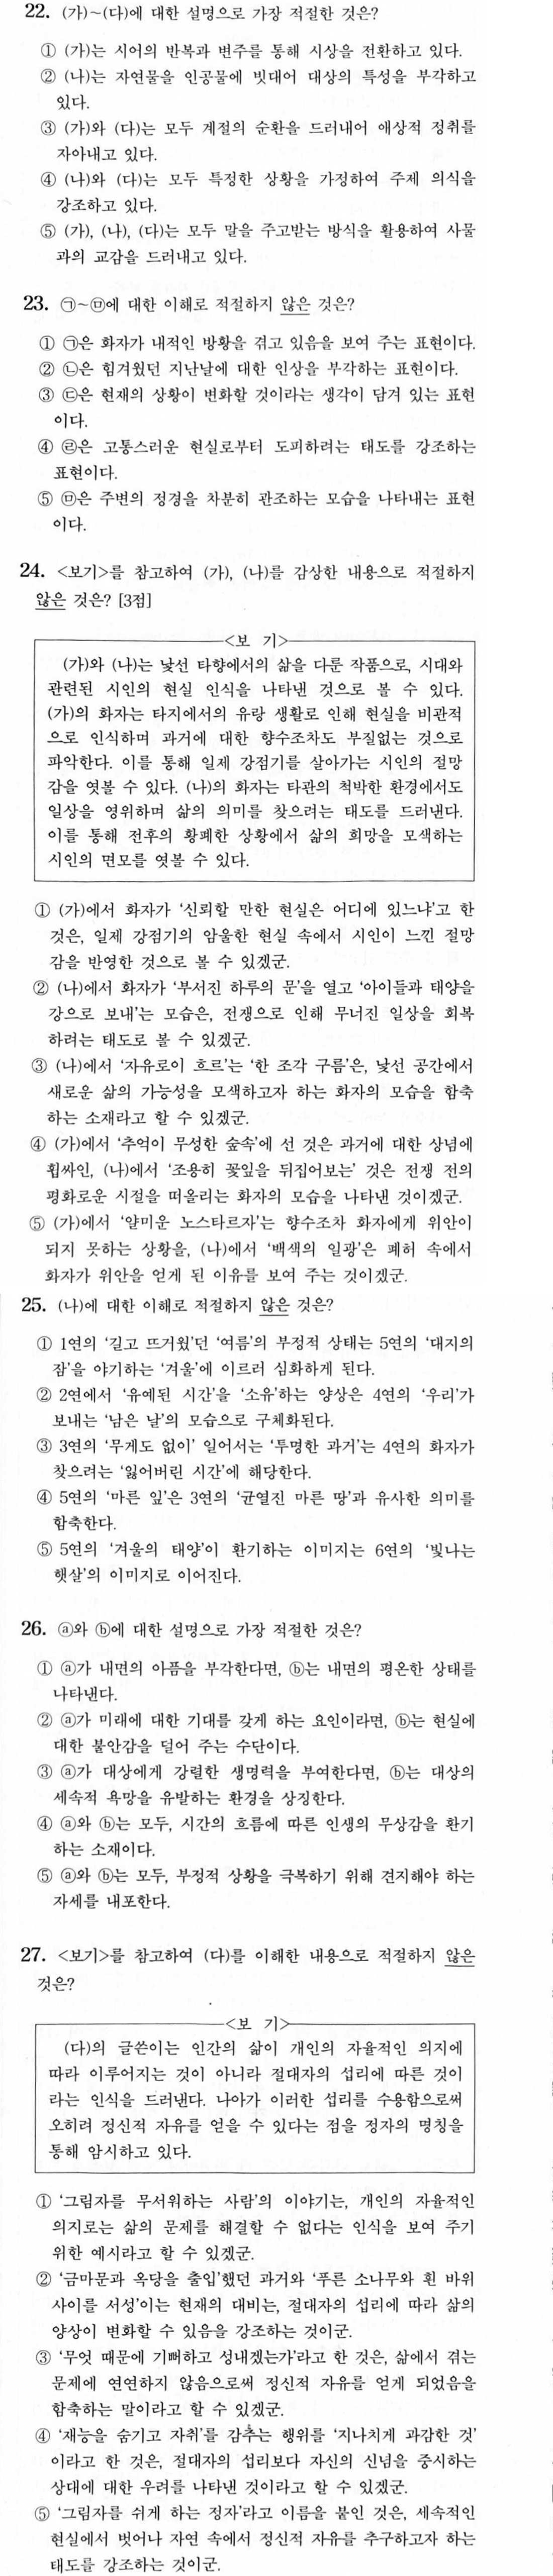 22. (가)~(다)에 대한 설명으로 가장 적절한 것은?
① (가)는 시어의 반복과 변주를 통해 시상을 전환하고 있다.
② (나)는 자연물을 인공물에 빗대어 대상의 특성을 부각하고
있다.
③ (가)와 (다)는 모두 계절의 순환을 드러내어 애상적 정취를
자아내고 있다.
④ (나)와 (다)는 모두 특정한 상황을 가정하여 주제 의식을
강조하고 있다.
⑤ (가), (나), (다)는 모두 말을 주고받는 방식을 활용하여 사물
과의 교감을 드러내고 있다.
23. ㉠~㉤에 대한 이해로 적절하지 않은 것은?
① ㉠은 화자가 내적인 방황을 겪고 있음을 보여 주는 표현이다.
② ㉡은 힘겨웠던 지난날에 대한 인상을 부각하는 표현이다.
③ ㉢은 현재의 상황이 변화할 것이라는 생각이 담겨 있는 표현
이다.
④ ㉣은 고통스러운 현실로부터 도피하려는 태도를 강조하는
표현이다.
⑤ ㉤은 주변의 정경을 차분히 관조하는 모습을 나타내는 표현
이다.
24. <보기>를 참고하여 (가), (나)를 감상한 내용으로 적절하지
않은 것은? [3점]
<보 기>
(가)와 (나)는 낯선 타향에서의 삶을 다룬 작품으로, 시대와
관련된 시인의 현실 인식을 나타낸 것으로 볼 수 있다.
(가)의 화자는 타지에서의 유랑 생활로 인해 현실을 비관적
으로 인식하며 과거에 대한 향수조차도 부질없는 것으로
파악한다. 이를 통해 일제 강점기를 살아가는 시인의 절망
감을 엿볼 수 있다. (나)의 화자는 타관의 척박한 환경에서도
일상을 영위하며 삶의 의미를 찾으려는 태도를 드러낸다.
이를 통해 전후의 황폐한 상황에서 삶의 희망을 모색하는
시인의 면모를 엿볼 수 있다.
① (가)에서 화자가 ‘신뢰할 만한 현실은 어디에 있느냐’고 한
것은, 일제 강점기의 암울한 현실 속에서 시인이 느낀 절망
감을 반영한 것으로 볼 수 있겠군.
② (나)에서 화자가 ‘부서진 하루의 문’을 열고 ‘아이들과 태양을
강으로 보내’는 모습은, 전쟁으로 인해 무너진 일상을 회복
하려는 태도로 볼 수 있겠군.
③ (나)에서 ‘자유로이 흐르’는 ‘한 조각 구름’은, 낯선 공간에서
새로운 삶의 가능성을 모색하고자 하는 화자의 모습을 함축
하는 소재라고 할 수 있겠군.
④ (가)에서 ‘추억이 무성한 숲속’에 선 것은 과거에 대한 상념에
휩싸인, (나)에서 ‘조용히 꽃잎을 뒤집어보는’ 것은 전쟁 전의
평화로운 시절을 떠올리는 화자의 모습을 나타낸 것이겠군.
⑤ (가)에서 ‘얄미운 노스타르자’는 향수조차 화자에게 위안이
되지 못하는 상황을, (나)에서 ‘백색의 일광’은 폐허 속에서
화자가 위안을 얻게 된 이유를 보여 주는 것이겠군.
25. (나)에 대한 이해로 적절하지 않은 것은?
① 1연의 ‘길고 뜨거웠’던 ‘여름’의 부정적 상태는 5연의 ‘대지의
잠’을 야기하는 ‘겨울’에 이르러 심화하게 된다.
② 2연에서 ‘유예된 시간’을 ‘소유’하는 양상은 4연의 ‘우리’가
보내는 ‘남은 날’의 모습으로 구체화된다.
③ 3연의 ‘무게도 없이’ 일어서는 ‘투명한 과거’는 4연의 화자가
찾으려는 ‘잃어버린 시간’에 해당한다.
④ 5연의 ‘마른 잎’은 3연의 ‘균열진 마른 땅’과 유사한 의미를
함축한다.
⑤ 5연의 ‘겨울의 태양’이 환기하는 이미지는 6연의 ‘빛나는
햇살’의 이미지로 이어진다.
26. ⓐ와 ⓑ에 대한 설명으로 가장 적절한 것은?
① ⓐ가 내면의 아픔을 부각한다면, ⓑ는 내면의 평온한 상태를
나타낸다.
② ⓐ가 미래에 대한 기대를 갖게 하는 요인이라면, ⓑ는 현실에
대한 불안감을 덜어 주는 수단이다.
③ ⓐ가 대상에게 강렬한 생명력을 부여한다면, ⓑ는 대상의
세속적 욕망을 유발하는 환경을 상징한다.
④ ⓐ와 ⓑ는 모두, 시간의 흐름에 따른 인생의 무상감을 환기
하는 소재이다.
⑤ ⓐ와 ⓑ는 모두, 부정적 상황을 극복하기 위해 견지해야 하는
자세를 내포한다.
27. <보기>를 참고하여 (다)를 이해한 내용으로 적절하지 않은
것은?
<보 기>
(다)의 글쓴이는 인간의 삶이 개인의 자율적인 의지에
따라 이루어지는 것이 아니라 절대자의 섭리에 따른 것이
라는 인식을 드러낸다. 나아가 이러한 섭리를 수용함으로써
오히려 정신적 자유를 얻을 수 있다는 점을 정자의 명칭을
통해 암시하고 있다.
① ‘그림자를 무서워하는 사람’의 이야기는, 개인의 자율적인
의지로는 삶의 문제를 해결할 수 없다는 인식을 보여 주기
위한 예시라고 할 수 있겠군.
② ‘금마문과 옥당을 출입’했던 과거와 ‘푸른 소나무와 흰 바위
사이를 서성’이는 현재의 대비는, 절대자의 섭리에 따라 삶의
양상이 변화할 수 있음을 강조하는 것이군.
③ ‘무엇 때문에 기뻐하고 성내겠는가’라고 한 것은, 삶에서 겪는
문제에 연연하지 않음으로써 정신적 자유를 얻게 되었음을
함축하는 말이라고 할 수 있겠군.
④ ‘재능을 숨기고 자취’를 감추는 행위를 ‘지나치게 과감한 것’
이라고 한 것은, 절대자의 섭리보다 자신의 신념을 중시하는
상대에 대한 우려를 나타낸 것이라고 할 수 있겠군.
⑤ ‘그림자를 쉬게 하는 정자’라고 이름을 붙인 것은, 세속적인
현실에서 벗어나 자연 속에서 정신적 자유를 추구하고자 하는
태도를 강조하는 것이군.